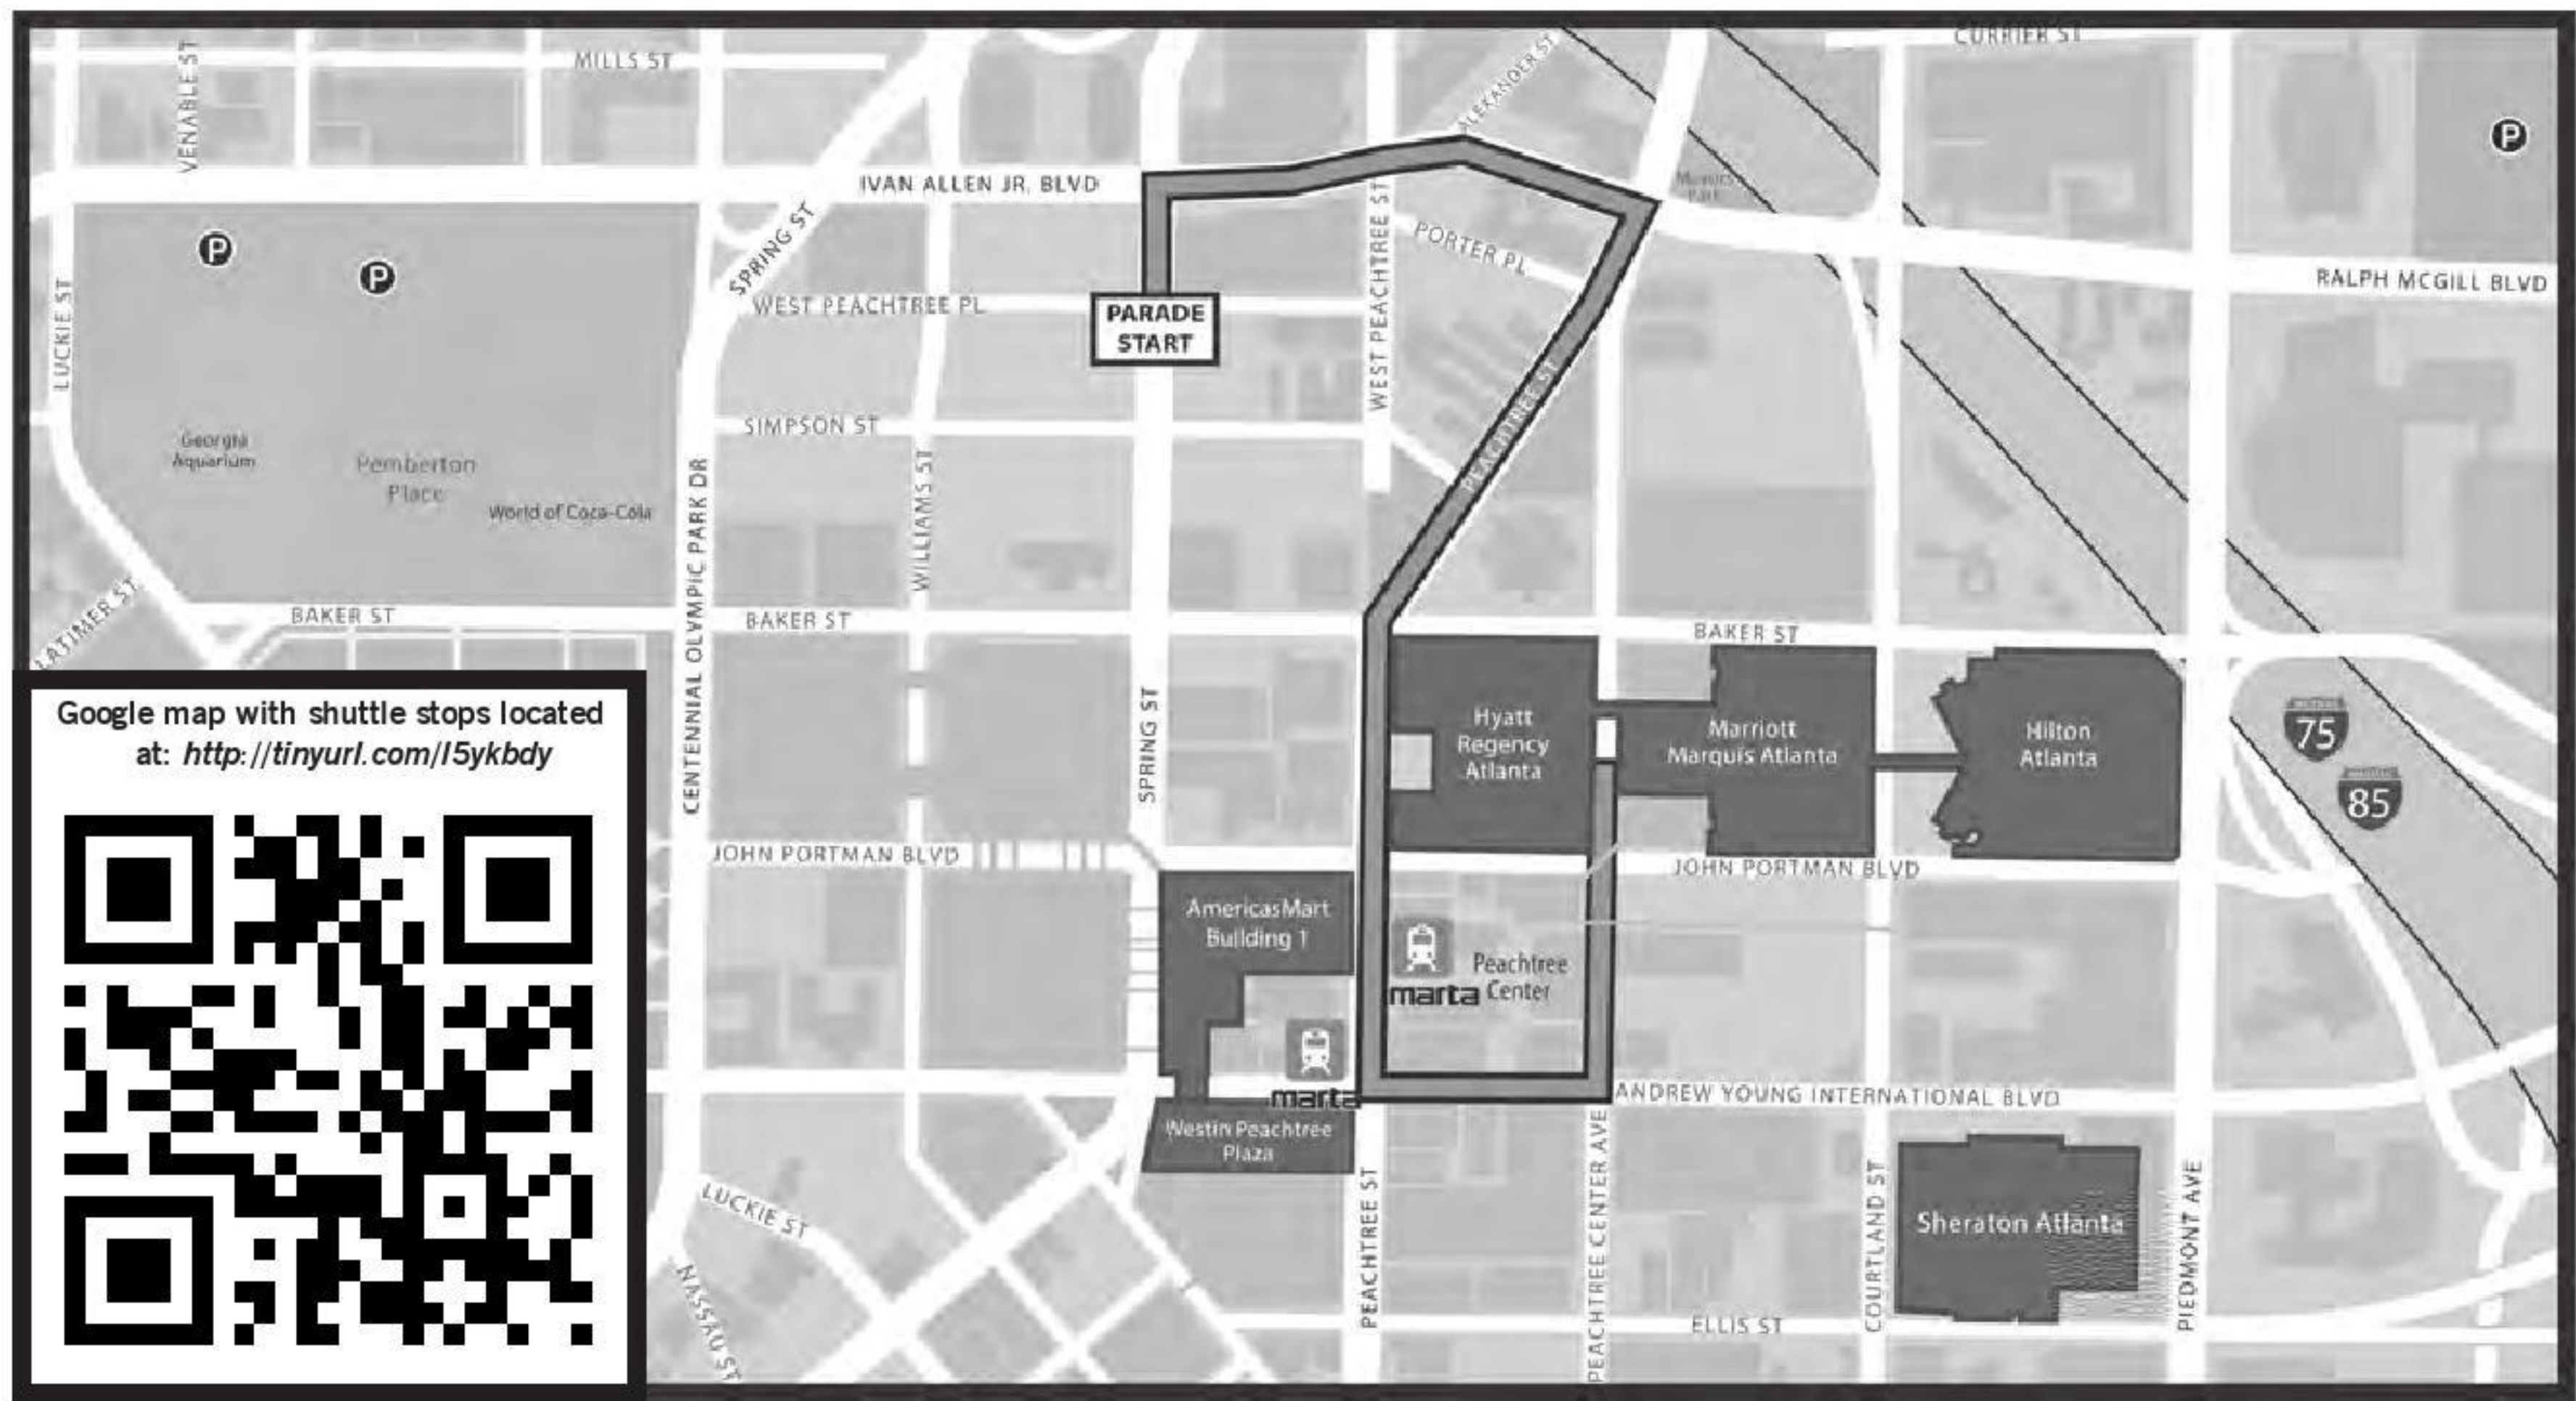 MILLS ST
VENABLE ST
ALEXANDER ST
CURRIER ST
P
IVAN ALLEN JR. BLVD
SPRING ST
WEST PEACHTREE ST
PORTER PL
Park
RALPH MCGILL BLVD
LUCKIE ST
P
P
WEST PEACHTREE PL
PARADE
START
PEACHTREE ST
SIMPSON ST
Georgia
Aquarium
Pemberton
Place
World of Coca-Cola
CENTENNIAL OLYMPIC PARK DR
WILLIAMS ST
LATIMER ST
BAKER ST
BAKER ST
BAKER ST
Google map with shuttle stops located
at: http://tinyurl.com/l5ykbdy
SPRING ST
Hyatt
Regency
Atlanta
Marriott
Marquis Atlanta
Hilton
Atlanta
75
85
JOHN PORTMAN BLVD
JOHN PORTMAN BLVD
AmericasMart
Building 1
Peachtree
Center
marta
marta
ANDREW YOUNG INTERNATIONAL BLVD
Westin Peachtree
Plaza
LUCKIE ST
NASSAU ST
PEACHTREE ST
PEACHTREE CENTER AVE
COURTLAND ST
Sheraton Atlanta
PIEDMONT AVE
ELLIS ST